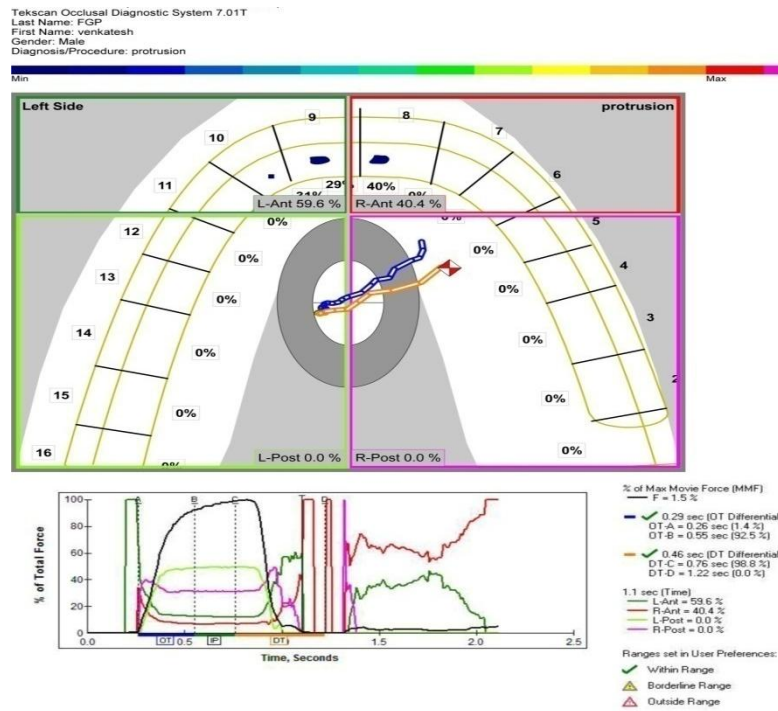 Tekscan Occlusal Diagnostic System 7.01T
Last Name: FGP
First Name: venkatesh
Gender: Male
Diagnosis/Procedure: protrusion
Min
Max
Left Side
protrusion
9
8
10
7
11
6
29%
40%
L-Ant 59.6 %
R-Ant 40.4 %
12
0%
0%
5
13
0%
0%
4
14
0%
0%
3
0%
0%
15
0%
0%
16
0%
0%
L-Post 0.0 %
R-Post 0.0 %
% of Total Force
100
80
60
40
20
0
A
B
C
D
OT
IP
DT
0.0
0.5
1.0
1.5
2.0
2.5
Time, Seconds
% of Max Movie Force (MMF)
F = 1.5 %
0.29 sec (OT Differential
OT-A = 0.26 sec (1.4 %)
OT-B = 0.55 sec (92.5 %)
0.46 sec (DT Differential
DT-C = 0.76 sec (98.8 %)
DT-D = 1.22 sec (0.0 %)
1.1 sec (Time)
L-Ant = 59.6 %
R-Ant = 40.4 %
L-Post = 0.0 %
R-Post = 0.0 %
Ranges set in User Preferences:
Within Range
Borderline Range
Outside Range